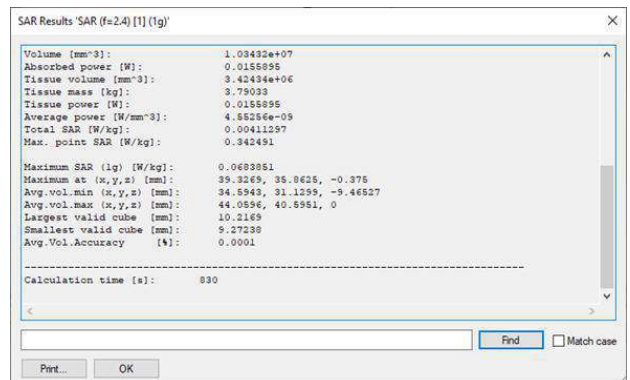 SAR Results 'SAR (f=2.4) [1] (1g)'
Volume [mm^3]: 1.03432e+07
Absorbed power [W]: 0.0155895
Tissue volume [mm^3]: 3.42434e+06
Tissue mass [kg]: 3.79033
Tissue power [W]: 0.0155895
Average power [W/mm^3]: 4.55256e-09
Total SAR [W/kg]: 0.00411297
Max. point SAR [W/kg]: 0.342491
Maximum SAR (1g) [W/kg]: 0.0683851
Maximum at (x,y,z) [mm]: 39.3269, 35.8625, -0.375
Avg.vol.min (x,y,z) [mm]: 34.5943, 31.1299, -9.46527
Avg.vol.max (x,y,z) [mm]: 44.0596, 40.5951, 0
Largest valid cube [mm]: 10.2169
Smallest valid cube [mm]: 9.27238
Avg.Vol.Accuracy [%]: 0.0001
--------------------------------------------------------------------------------
Calculation time [s]: 830
Find
Match case
Print...
OK